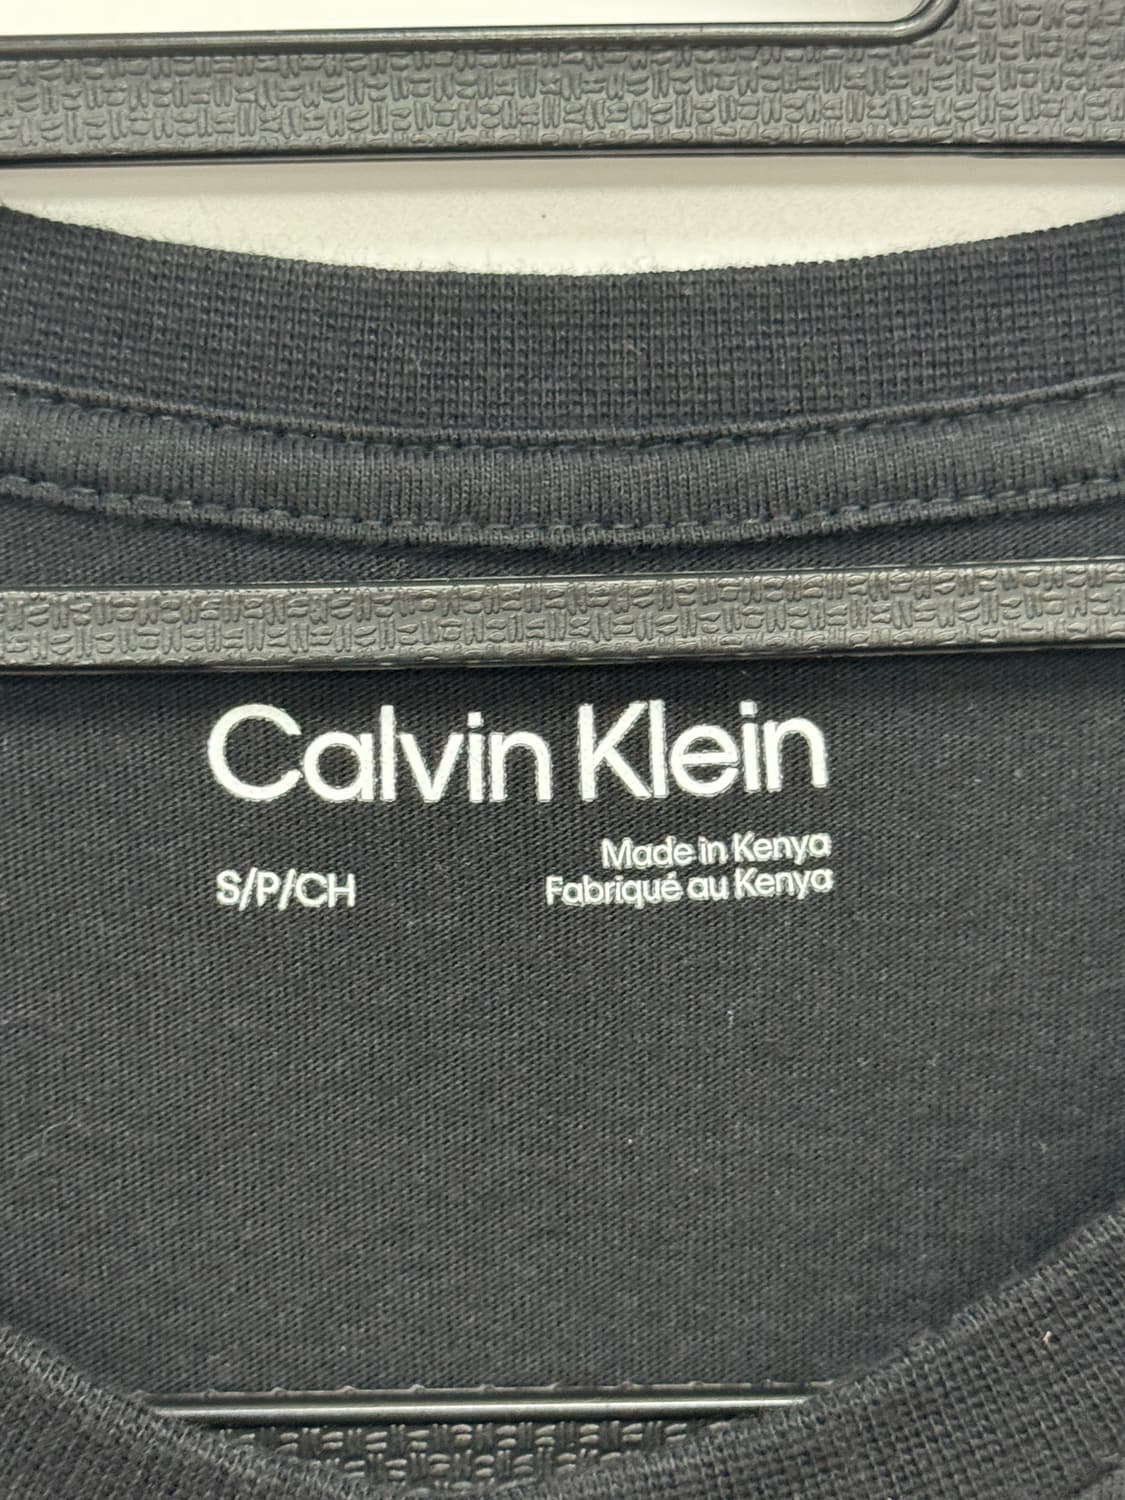 Calvin Klein
S/P/CH
Made in Kenya
Fabriqué au Kenya